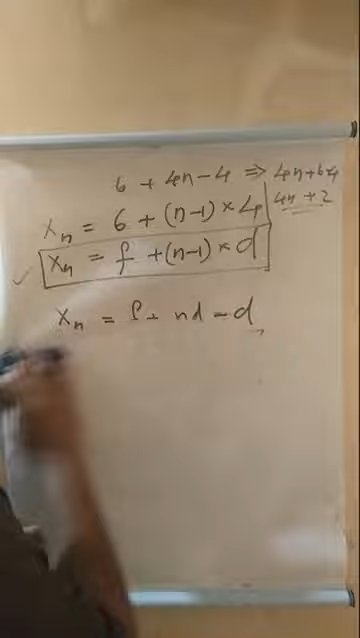 6 + 4n - 4 ⇒ 4n+6-4
4n + 2
xₙ = 6 + (n-1) × 4
xₙ = f + (n-1) × d
xₙ = f + nd - d